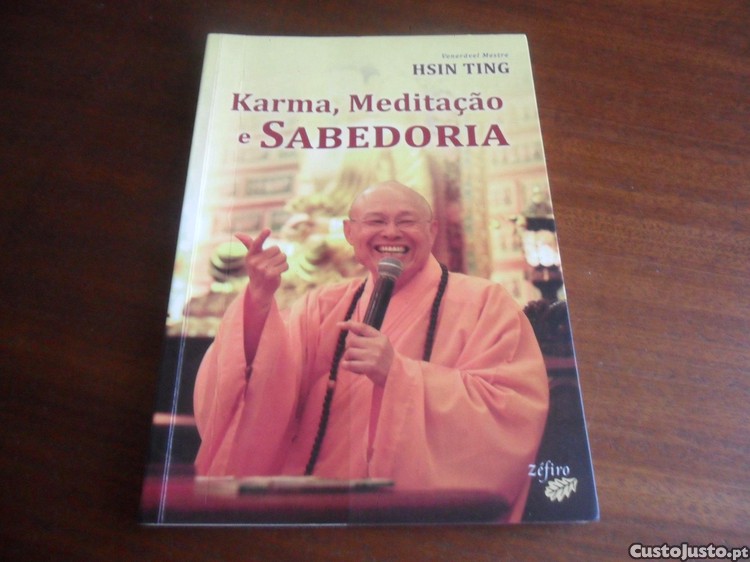 Venerável Mestre
HSIN TING
Karma, Meditação
e SABEDORIA
Zéfiro
CustoJusto.pt